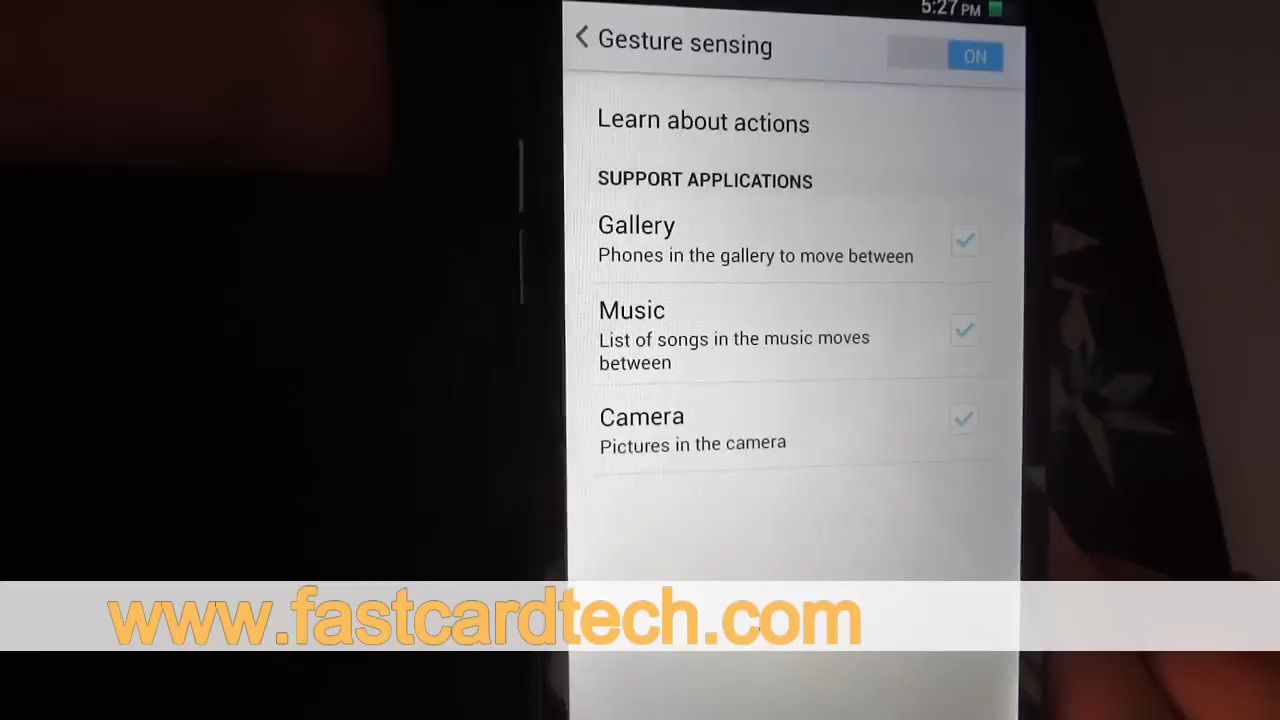 5:27 PM
Gesture sensing
ON
Learn about actions
SUPPORT APPLICATIONS
Gallery
Phones in the gallery to move between
Music
List of songs in the music moves
between
Camera
Pictures in the camera
www.fastcardtech.com